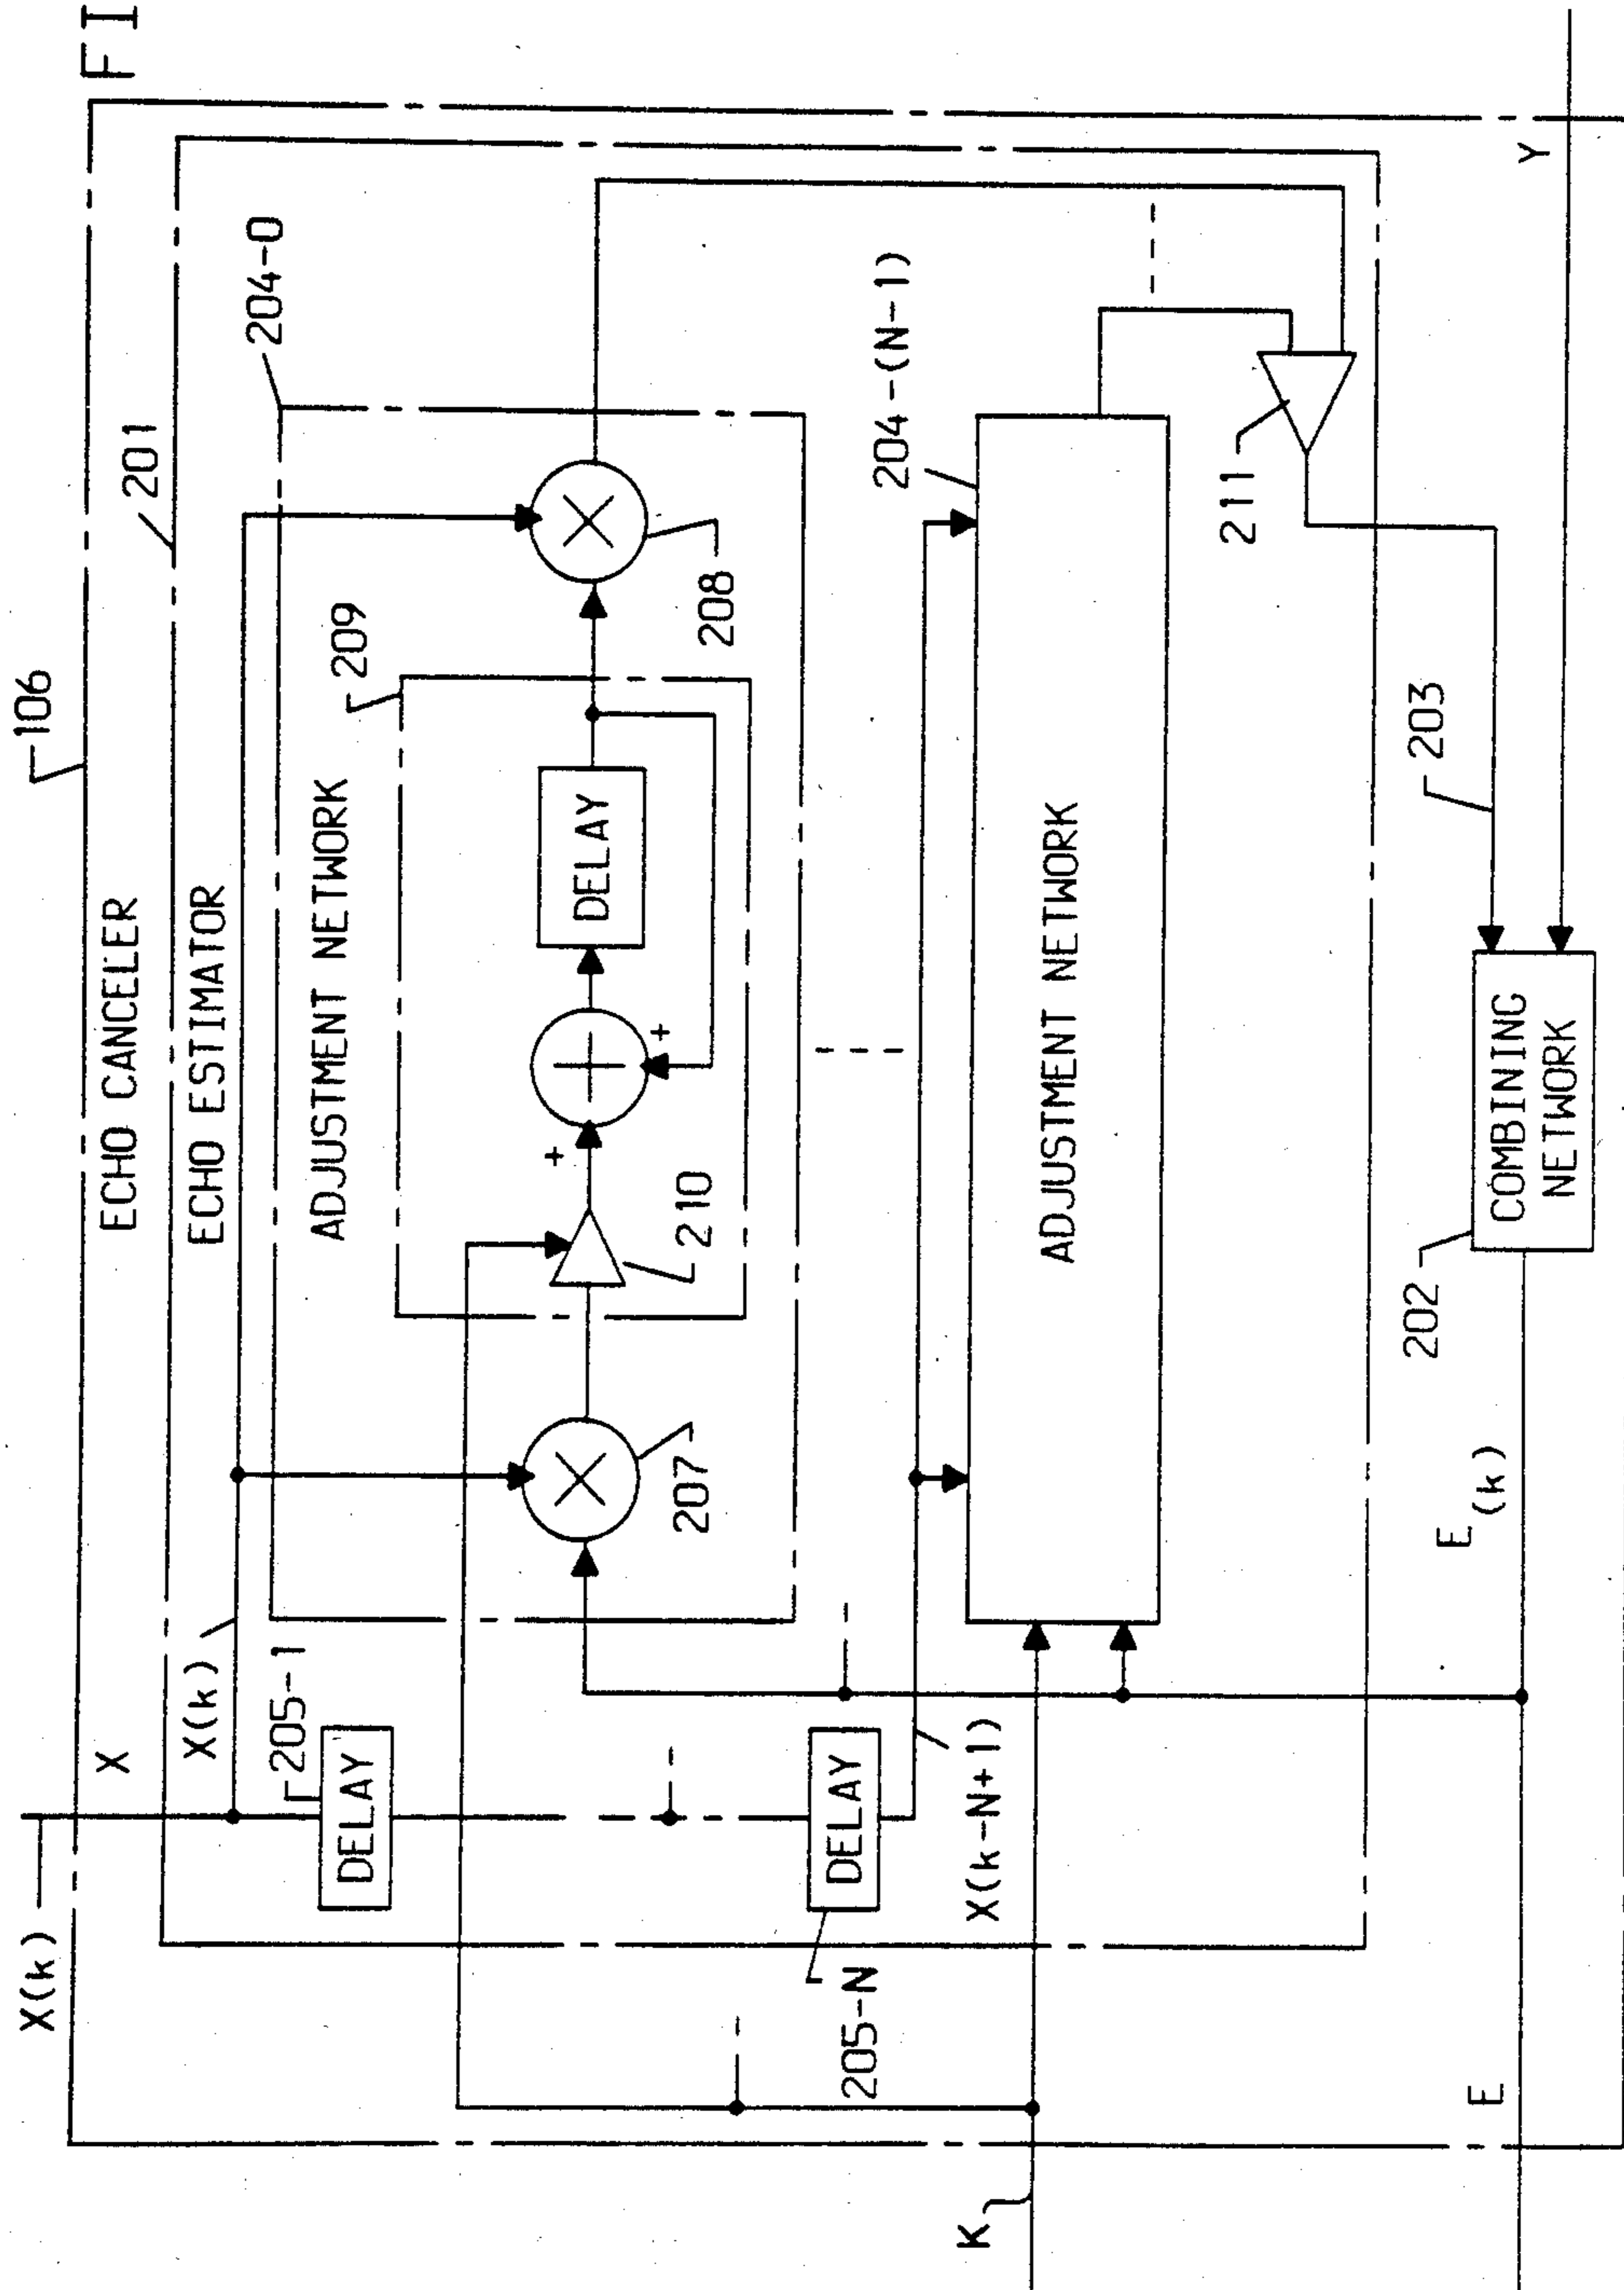 FI
106
ECHO CANCELER
201
ECHO ESTIMATOR
X(k)
X
X(k)
204-0
ADJUSTMENT NETWORK
209
205-1
DELAY
DELAY
+
+
207
210
208
DELAY
205-N
X(k-N+1)
204-(N-1)
ADJUSTMENT NETWORK
211
K
203
Y
202
COMBINING
NETWORK
E
(k)
E